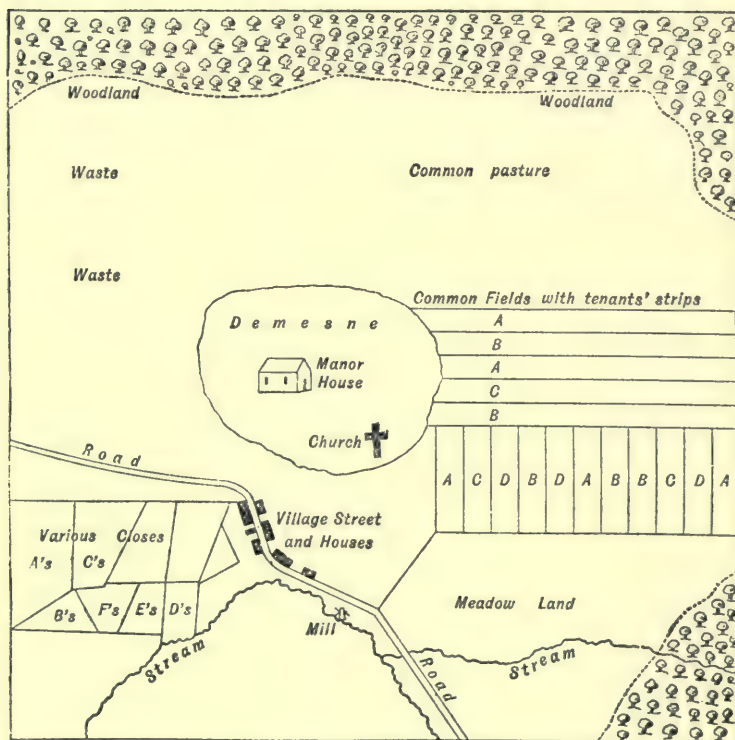 Woodland
Woodland
Waste
Common pasture
Waste
Common Fields with tenants' strips
A
B
A
C
B
Demesne
Manor
House
Church
Road
A C D B D A B B C D A
Village Street
and Houses
Various Closes
A's C's
B's F's E's D's
Meadow Land
Mill
Stream
Road
Stream